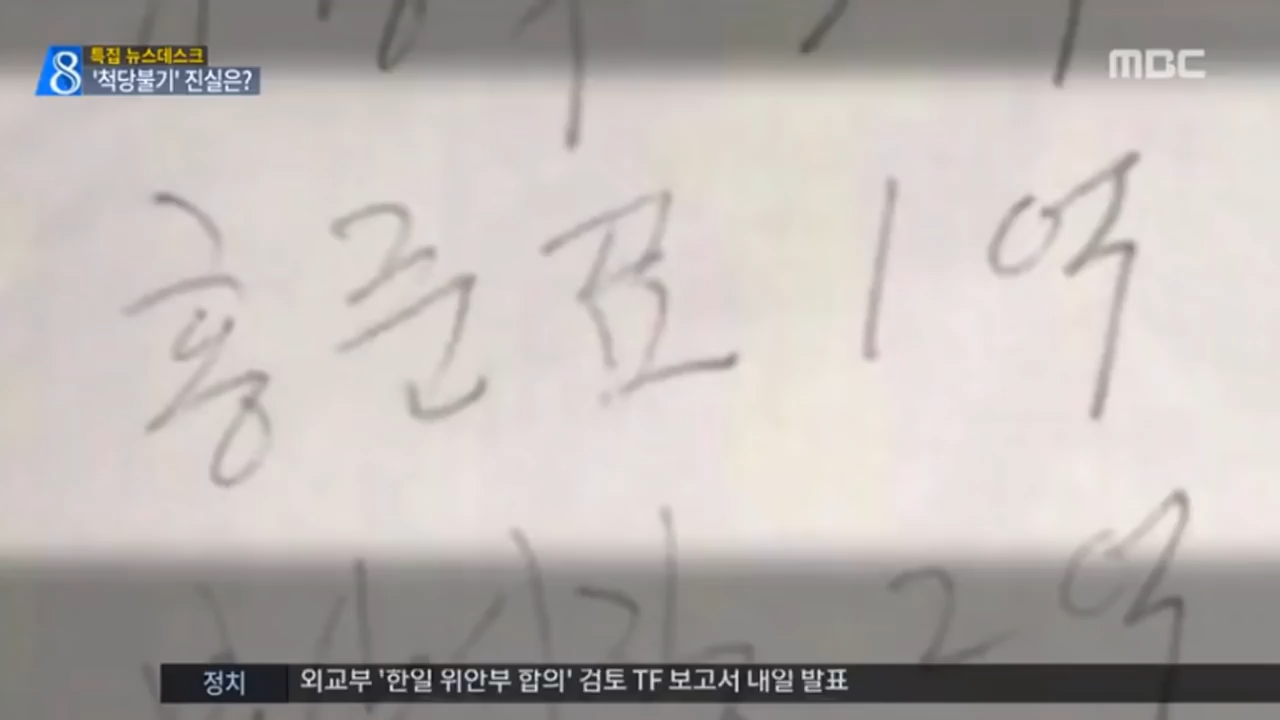 특집 뉴스데스크
8 '척당불기' 진실은?
MBC
홍준표 1억
2억
정치 외교부 '한일 위안부 합의' 검토 TF 보고서 내일 발표